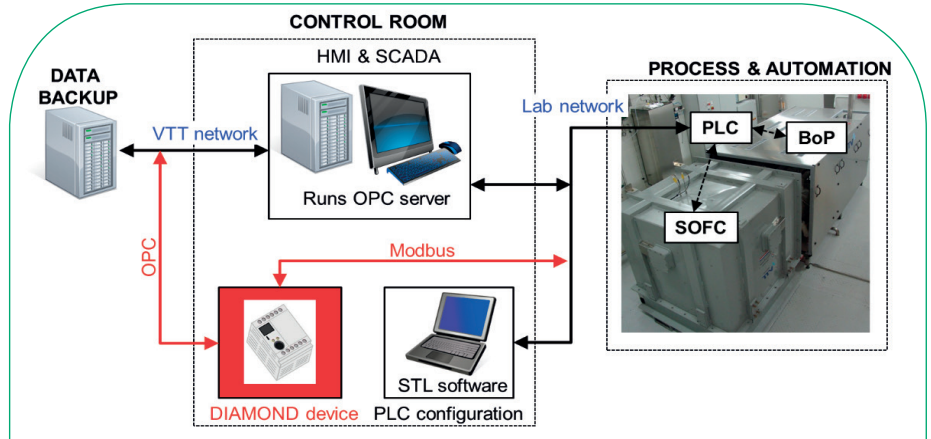 CONTROL ROOM
HMI & SCADA
DATA
BACKUP
PROCESS & AUTOMATION
VTT network
Lab network
PLC
BoP
Runs OPC server
SOFC
OPC
Modbus
STL software
DIAMOND device
PLC configuration